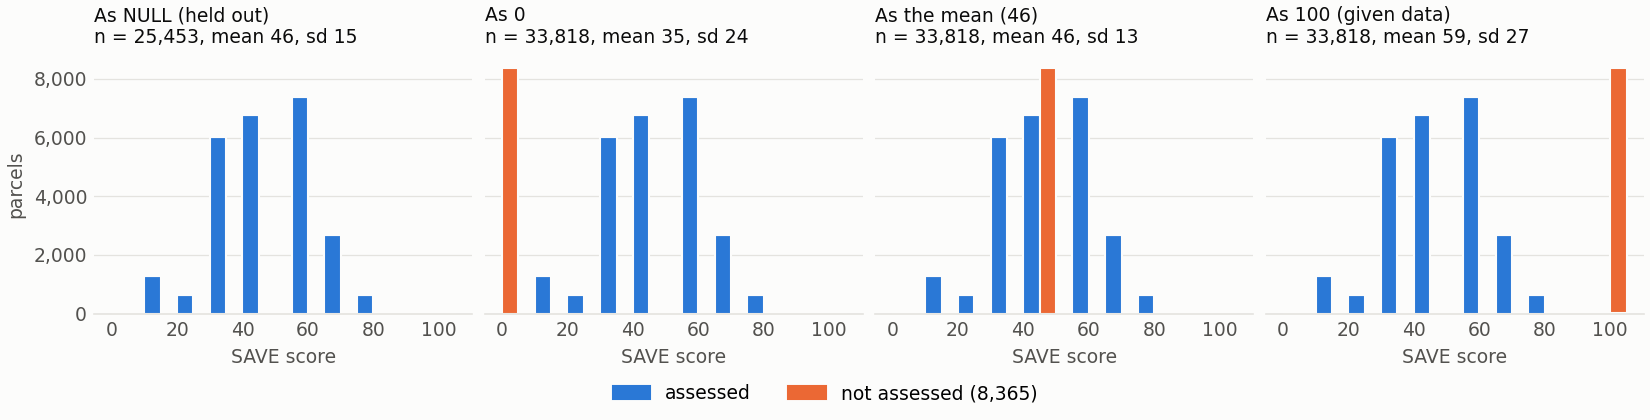 As NULL (held out)
n = 25,453, mean 46, sd 15
As 0
n = 33,818, mean 35, sd 24
As the mean (46)
n = 33,818, mean 46, sd 13
As 100 (given data)
n = 33,818, mean 59, sd 27
parcels
8,000
6,000
4,000
2,000
0
0 20 40 60 80 100
0 20 40 60 80 100
0 20 40 60 80 100
0 20 40 60 80 100
SAVE score
SAVE score
SAVE score
SAVE score
assessed
not assessed (8,365)